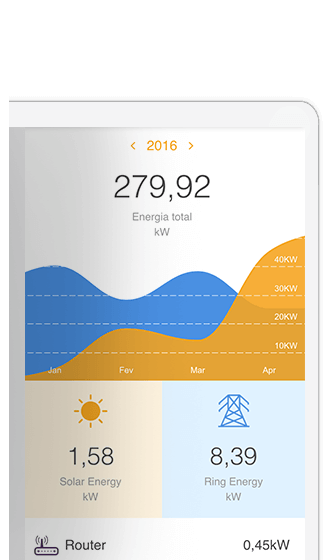 ‹ 2016 ›
279,92
Energia total
kW
40KW
30KW
20KW
10KW
Jan Fev Mar Apr
1,58 8,39
Solar Energy Ring Energy
kW kW
Router 0,45kW